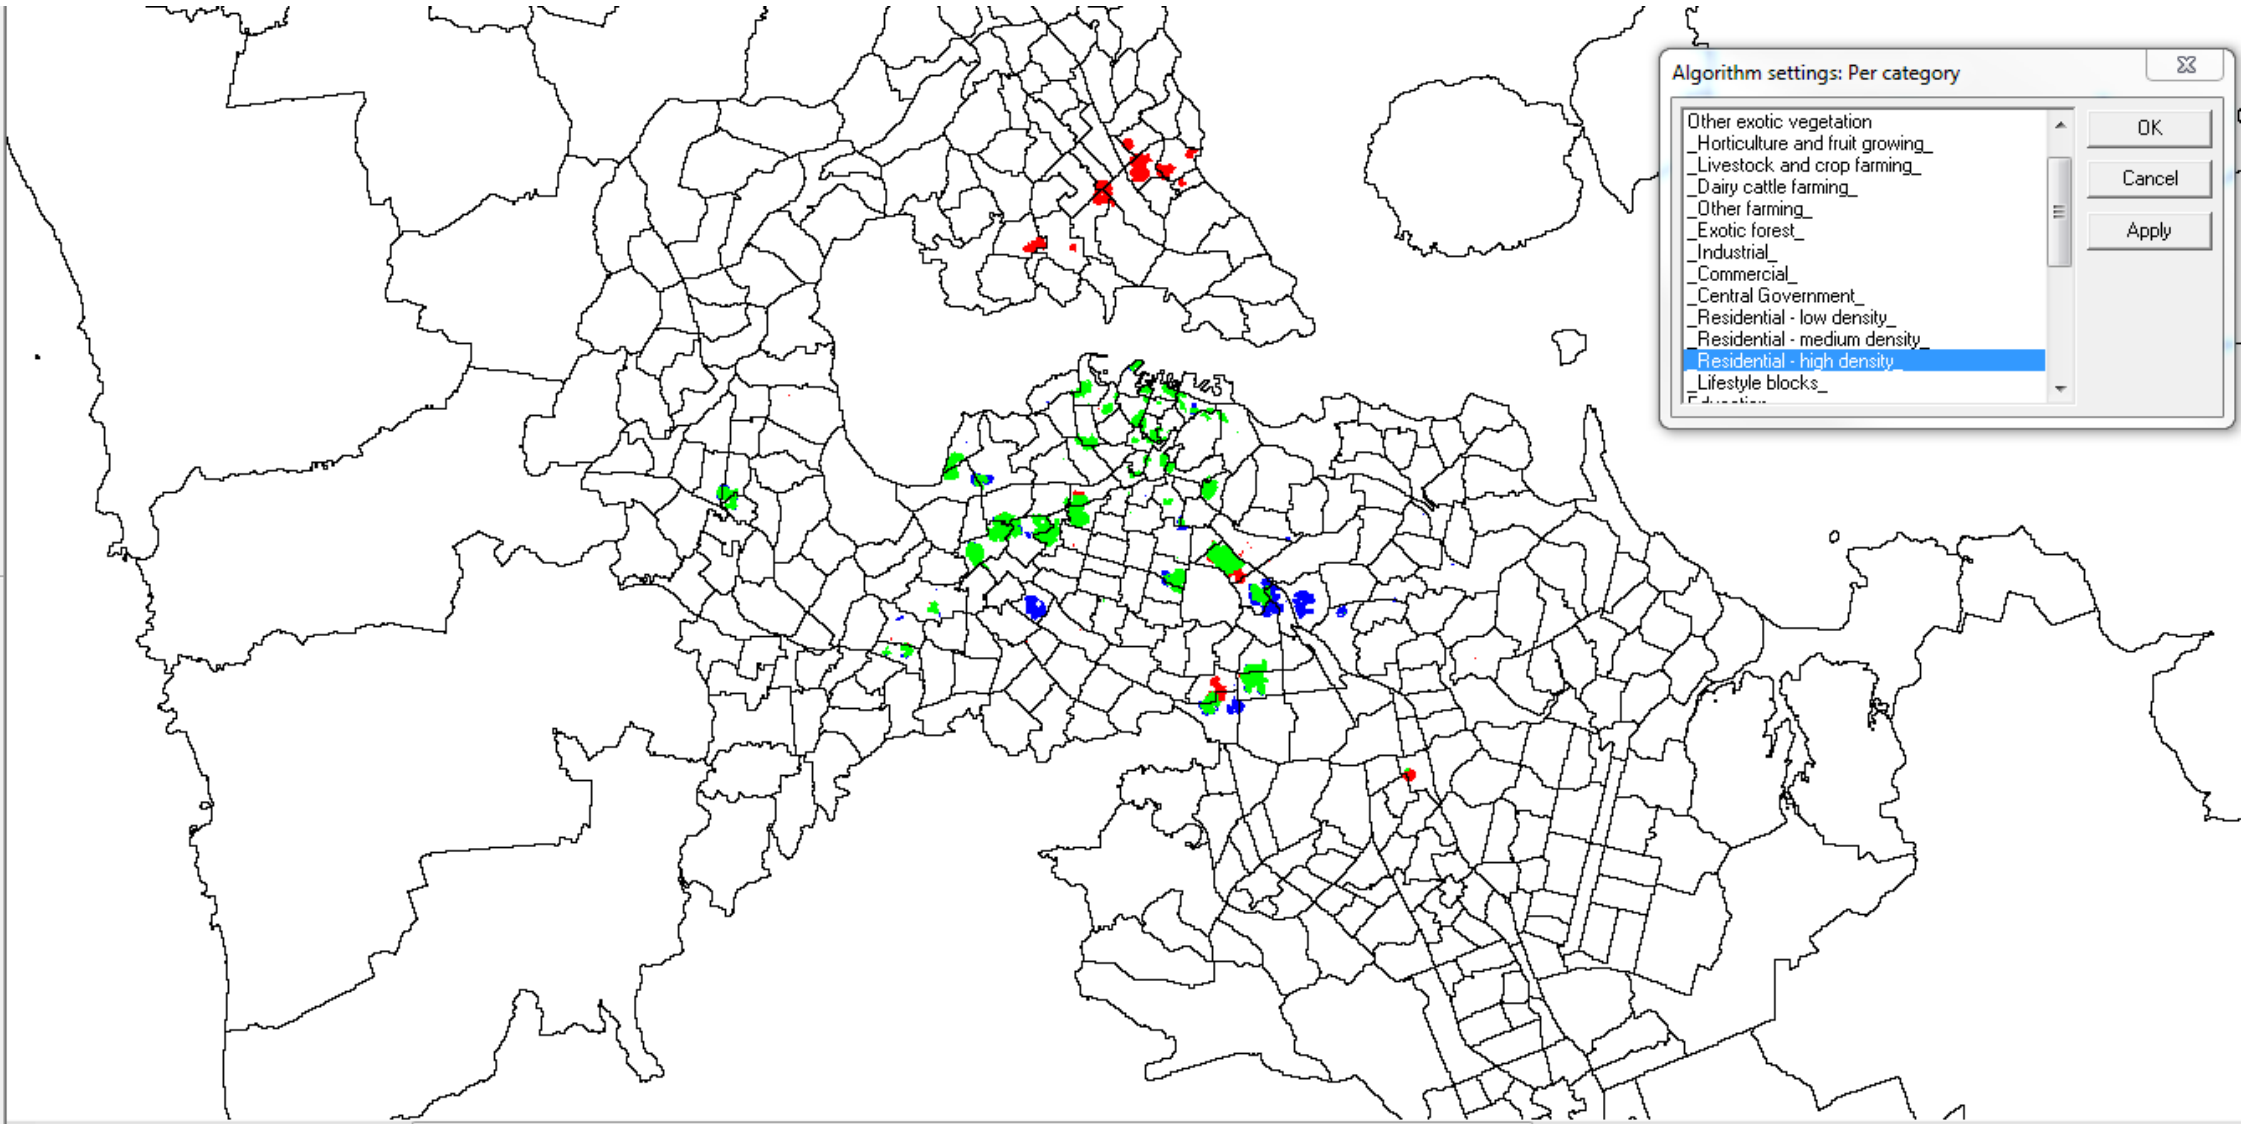 Algorithm settings: Per category
Other exotic vegetation
_Horticulture and fruit growing_
_Livestock and crop farming_
_Dairy cattle farming_
_Other farming_
_Exotic forest_
_Industrial_
_Commercial_
_Central Government_
_Residential - low density_
_Residential - medium density_
_Residential - high density_
_Lifestyle blocks_
OK
Cancel
Apply